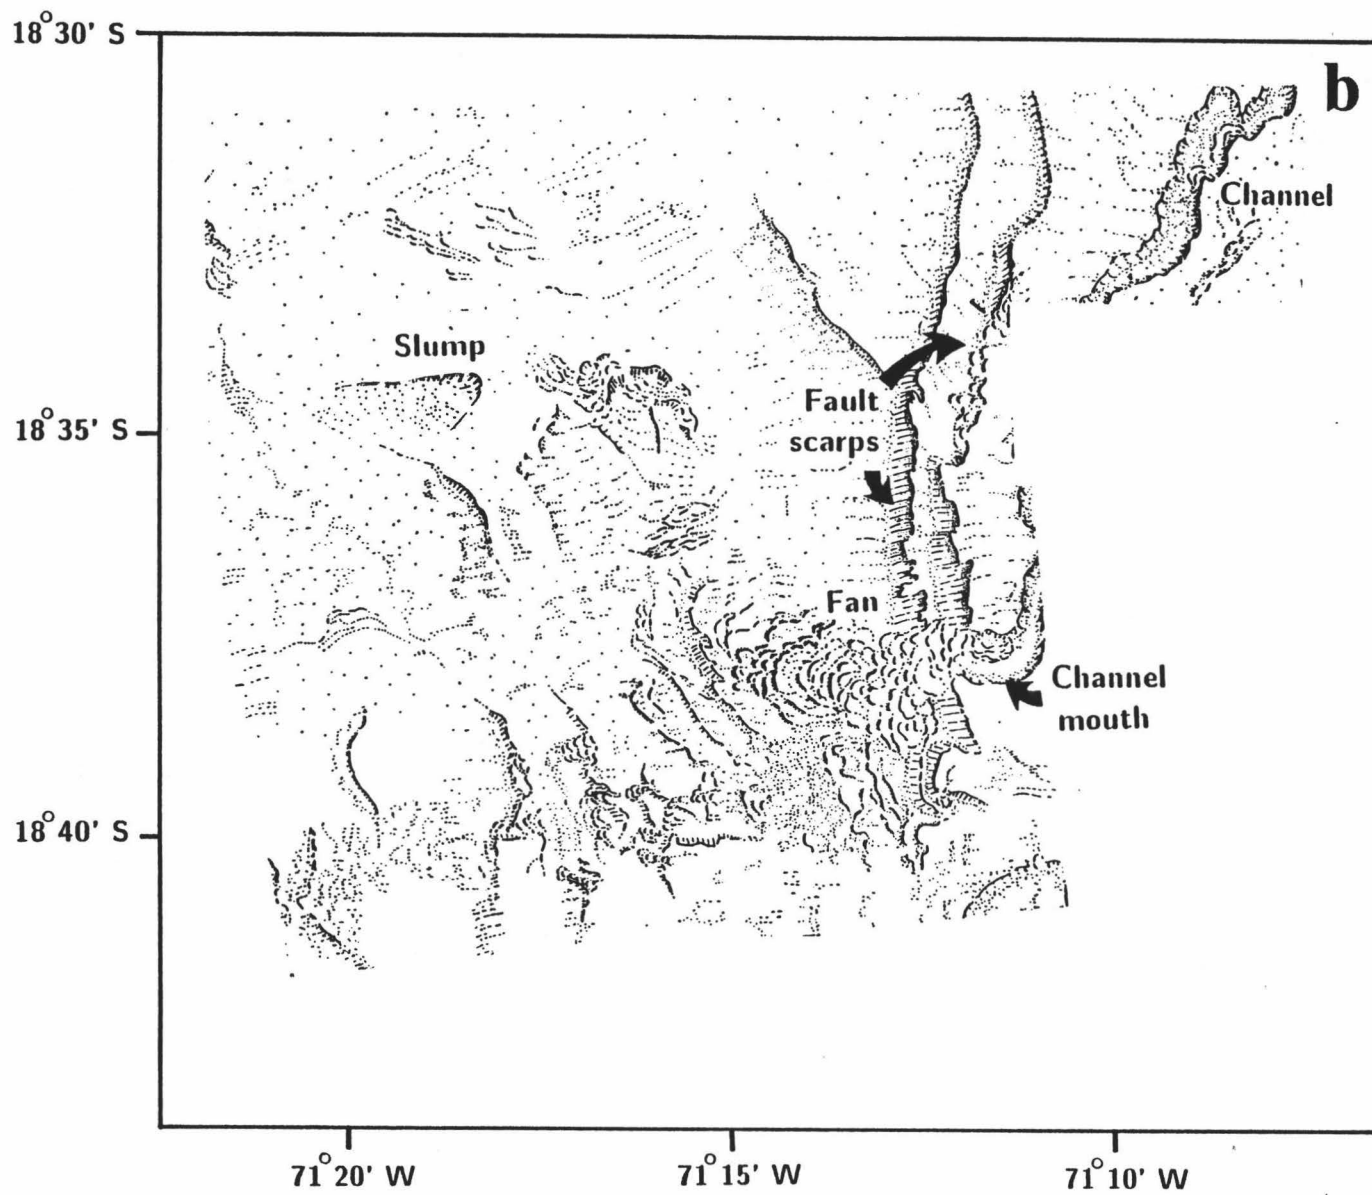 18°30' S
b
Channel
Slump
Fault
scarps
18°35' S
Fan
Channel
mouth
18°40' S
71°20' W
71°15' W
71°10' W